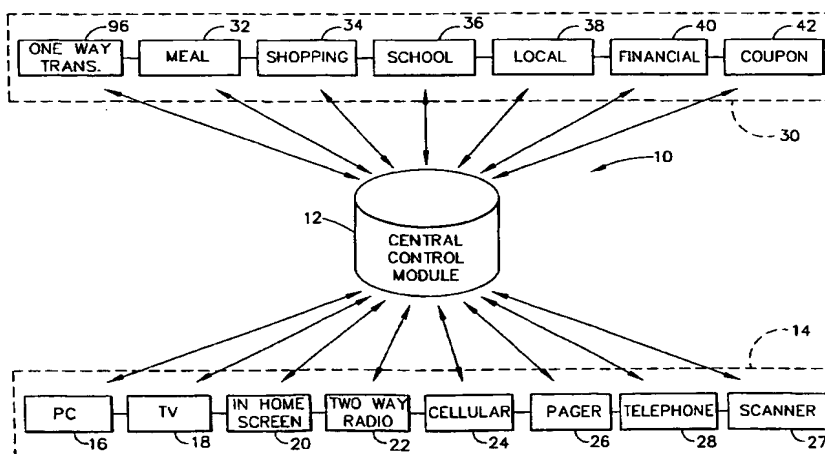 96 32 34 36 38 40 42
ONE WAY TRANS. MEAL SHOPPING SCHOOL LOCAL FINANCIAL COUPON
30
10
12
CENTRAL
CONTROL
MODULE
14
PC TV IN HOME SCREEN TWO WAY RADIO CELLULAR PAGER TELEPHONE SCANNER
16 18 20 22 24 26 28 27